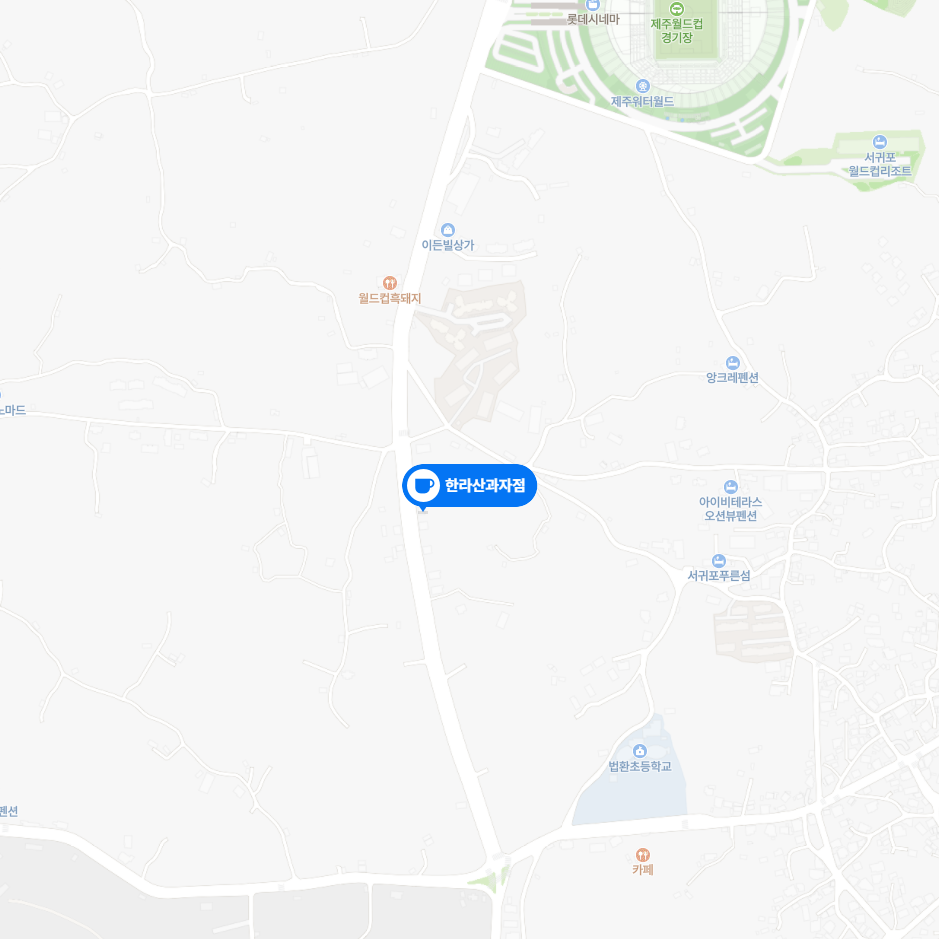 롯데시네마
제주월드컵
경기장
제주워터월드
서귀포
월드컵리조트
이든빌상가
월드컵흑돼지
앙크레펜션
노마드
한라산과자점
아이비테라스
오션뷰펜션
서귀포푸른섬
법환초등학교
펜션
카페